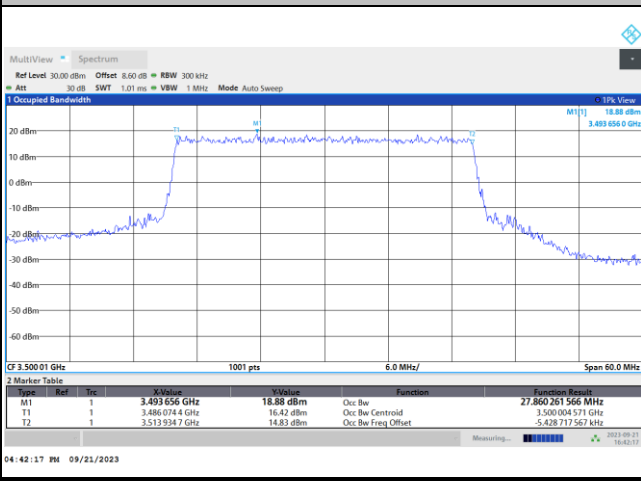 MultiView Spectrum
Ref Level 30.00 dBm Offset 8.60 dB RBW 300 kHz
Att 30 dB SWT 1.01 ms VBW 1 MHz Mode Auto Sweep
1 Occupied Bandwidth 1Pk View
M1[1] 18.88 dBm
3.493 656 0 GHz
M1
T1
T2
20 dBm
10 dBm
0 dBm
-10 dBm
-20 dBm
-30 dBm
-40 dBm
-50 dBm
-60 dBm
CF 3.500 01 GHz 1001 pts 6.0 MHz/ Span 60.0 MHz
2 Marker Table
Type Ref Trc X-Value Y-Value Function Function Result
M1 1 3.493 656 GHz 18.88 dBm Occ Bw 27.860 261 566 MHz
T1 1 3.486 074 4 GHz 16.42 dBm Occ Bw Centroid 3.500 004 571 GHz
T2 1 3.513 934 7 GHz 14.83 dBm Occ Bw Freq Offset -5.428 717 567 kHz
Measuring... 2023-09-21
16:42:17
04:42:17 PM 09/21/2023